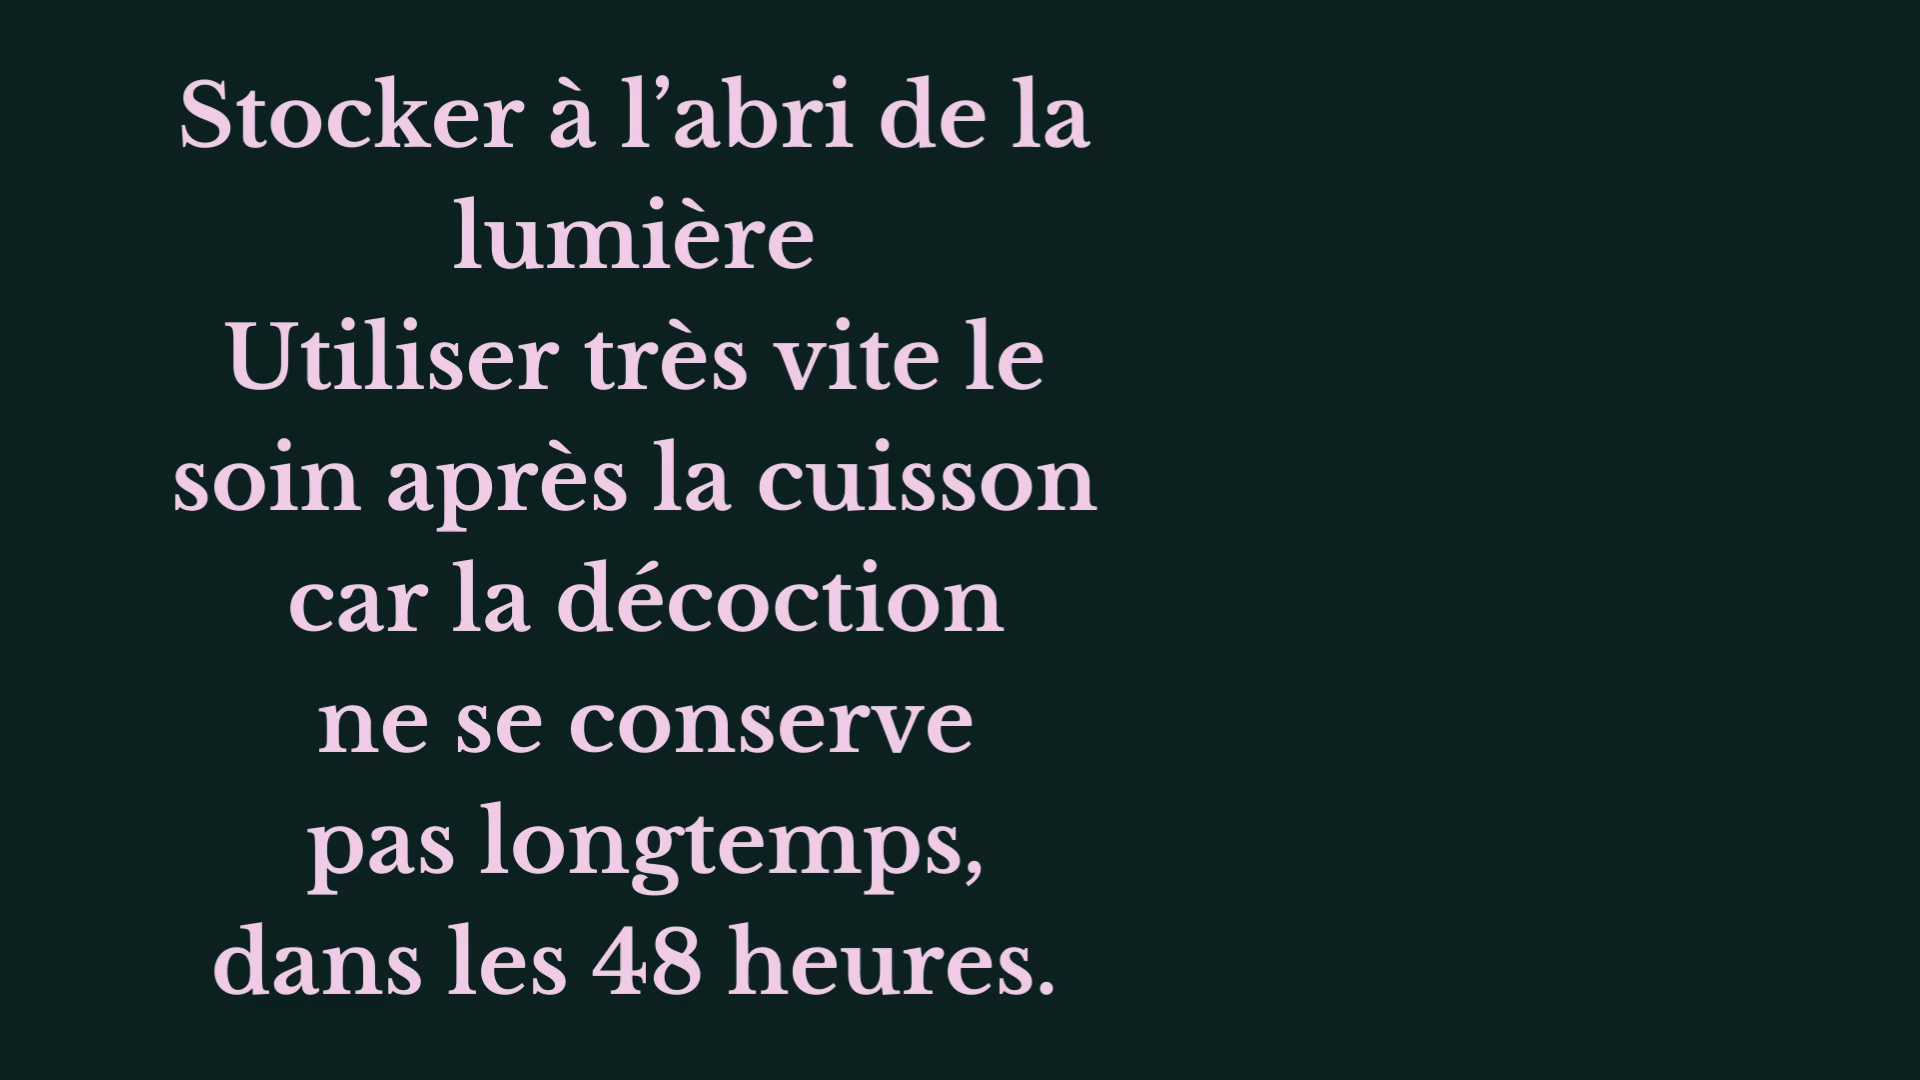 Stocker à l’abri de la
lumière
Utiliser très vite le
soin après la cuisson
car la décoction
ne se conserve
pas longtemps,
dans les 48 heures.